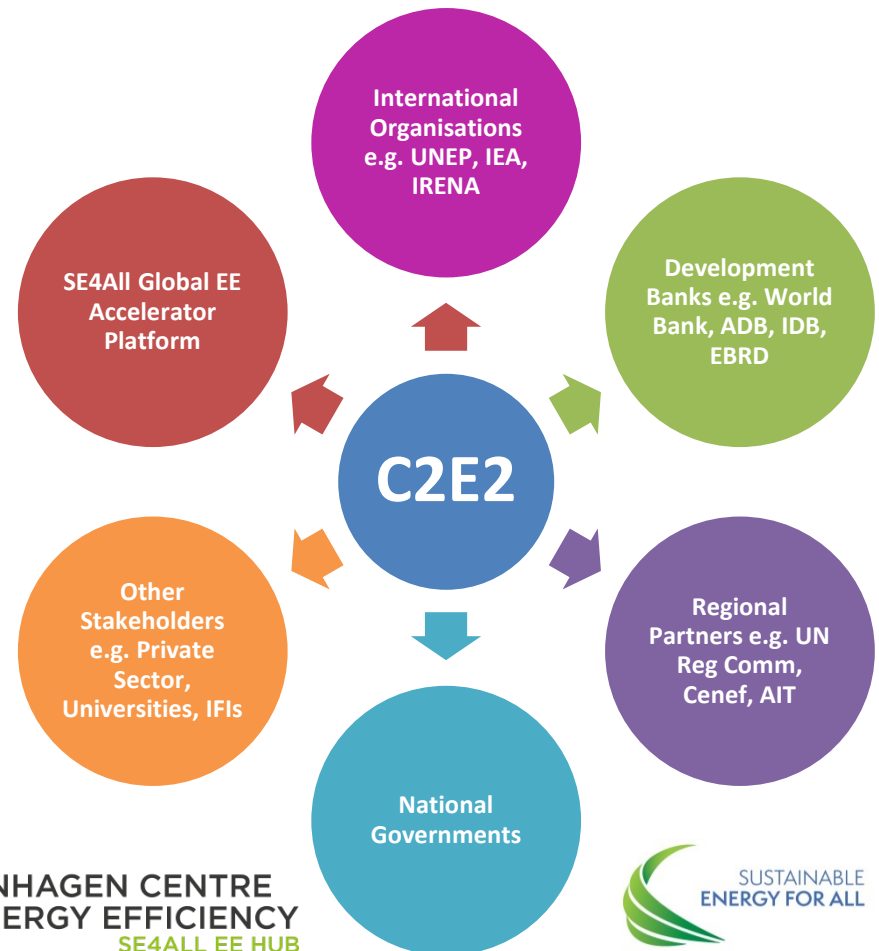 International
Organisations
e.g. UNEP, IEA,
IRENA
SE4All Global EE
Accelerator
Platform
Development
Banks e.g. World
Bank, ADB, IDB,
EBRD
C2E2
Other
Stakeholders
e.g. Private
Sector,
Universities, IFIs
Regional
Partners e.g. UN
Reg Comm,
Cenef, AIT
National
Governments
NHAGEN CENTRE
ERGY EFFICIENCY
SE4ALL EE HUB
SUSTAINABLE
ENERGY FOR ALL